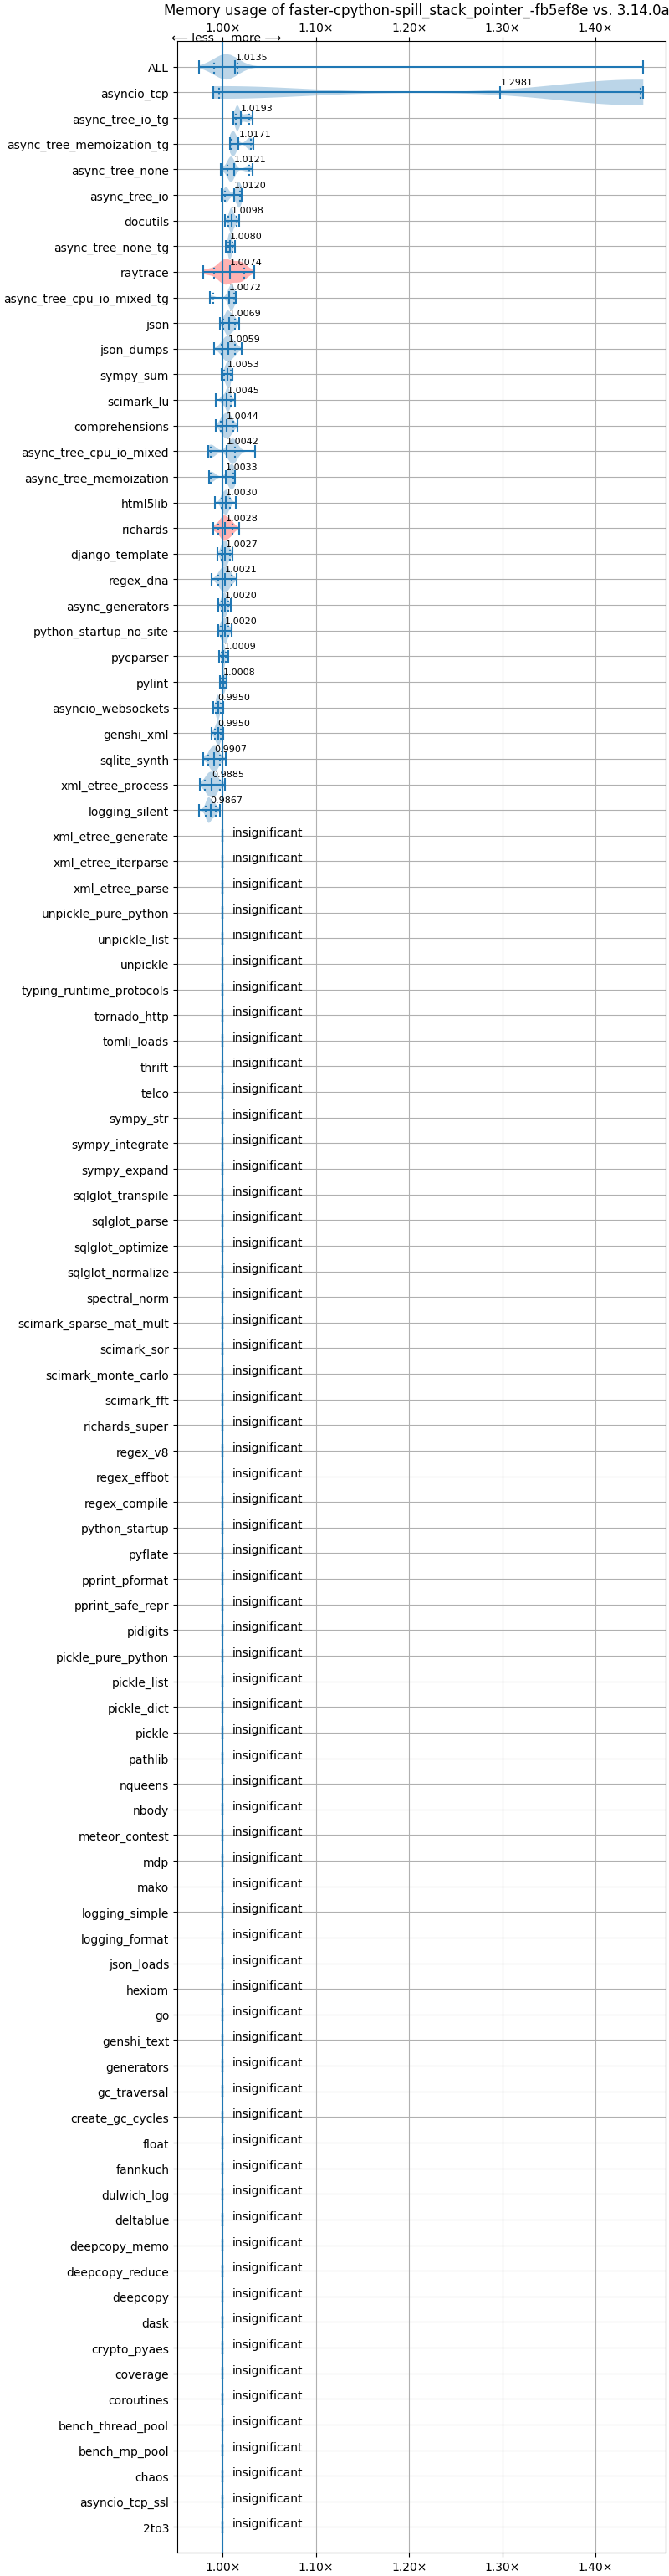 Memory usage of faster-cpython-spill_stack_pointer_-fb5ef8e vs. 3.14.0a
1.00× 1.10× 1.20× 1.30× 1.40×
⟵ less more ⟶
ALL 1.0135
asyncio_tcp 1.2981
async_tree_io_tg 1.0193
async_tree_memoization_tg 1.0171
async_tree_none 1.0121
async_tree_io 1.0120
docutils 1.0098
async_tree_none_tg 1.0080
raytrace 1.0074
async_tree_cpu_io_mixed_tg 1.0072
json 1.0069
json_dumps 1.0059
sympy_sum 1.0053
scimark_lu 1.0045
comprehensions 1.0044
async_tree_cpu_io_mixed 1.0042
async_tree_memoization 1.0033
html5lib 1.0030
richards 1.0028
django_template 1.0027
regex_dna 1.0021
async_generators 1.0020
python_startup_no_site 1.0020
pycparser 1.0009
pylint 1.0008
asyncio_websockets 0.9950
genshi_xml 0.9950
sqlite_synth 0.9907
xml_etree_process 0.9885
logging_silent 0.9867
xml_etree_generate insignificant
xml_etree_iterparse insignificant
xml_etree_parse insignificant
unpickle_pure_python insignificant
unpickle_list insignificant
unpickle insignificant
typing_runtime_protocols insignificant
tornado_http insignificant
tomli_loads insignificant
thrift insignificant
telco insignificant
sympy_str insignificant
sympy_integrate insignificant
sympy_expand insignificant
sqlglot_transpile insignificant
sqlglot_parse insignificant
sqlglot_optimize insignificant
sqlglot_normalize insignificant
spectral_norm insignificant
scimark_sparse_mat_mult insignificant
scimark_sor insignificant
scimark_monte_carlo insignificant
scimark_fft insignificant
richards_super insignificant
regex_v8 insignificant
regex_effbot insignificant
regex_compile insignificant
python_startup insignificant
pyflate insignificant
pprint_pformat insignificant
pprint_safe_repr insignificant
pidigits insignificant
pickle_pure_python insignificant
pickle_list insignificant
pickle_dict insignificant
pickle insignificant
pathlib insignificant
nqueens insignificant
nbody insignificant
meteor_contest insignificant
mdp insignificant
mako insignificant
logging_simple insignificant
logging_format insignificant
json_loads insignificant
hexiom insignificant
go insignificant
genshi_text insignificant
generators insignificant
gc_traversal insignificant
create_gc_cycles insignificant
float insignificant
fannkuch insignificant
dulwich_log insignificant
deltablue insignificant
deepcopy_memo insignificant
deepcopy_reduce insignificant
deepcopy insignificant
dask insignificant
crypto_pyaes insignificant
coverage insignificant
coroutines insignificant
bench_thread_pool insignificant
bench_mp_pool insignificant
chaos insignificant
asyncio_tcp_ssl insignificant
2to3 insignificant
1.00× 1.10× 1.20× 1.30× 1.40×